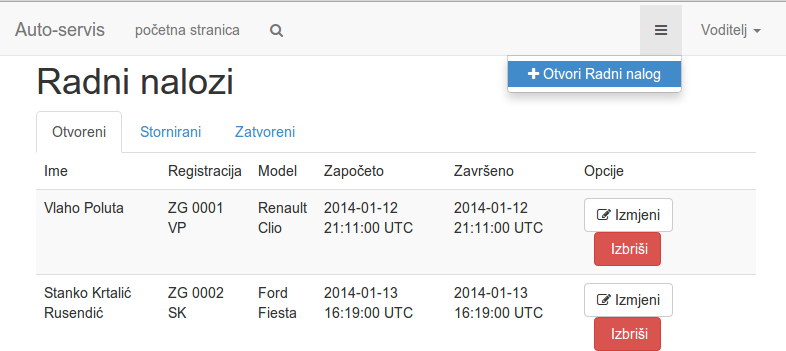 Auto-servis početna stranica Voditelj
Otvori Radni nalog
Radni nalozi
Otvoreni Stornirani Zatvoreni
Ime Registracija Model Započeto Završeno Opcije
Vlaho Poluta ZG 0001 Renault 2014-01-12 2014-01-12 Izmjeni
VP Clio 21:11:00 UTC 21:11:00 UTC
Izbriši
Stanko Krtalić ZG 0002 Ford 2014-01-13 2014-01-13 Izmjeni
Rusendić SK Fiesta 16:19:00 UTC 16:19:00 UTC
Izbriši